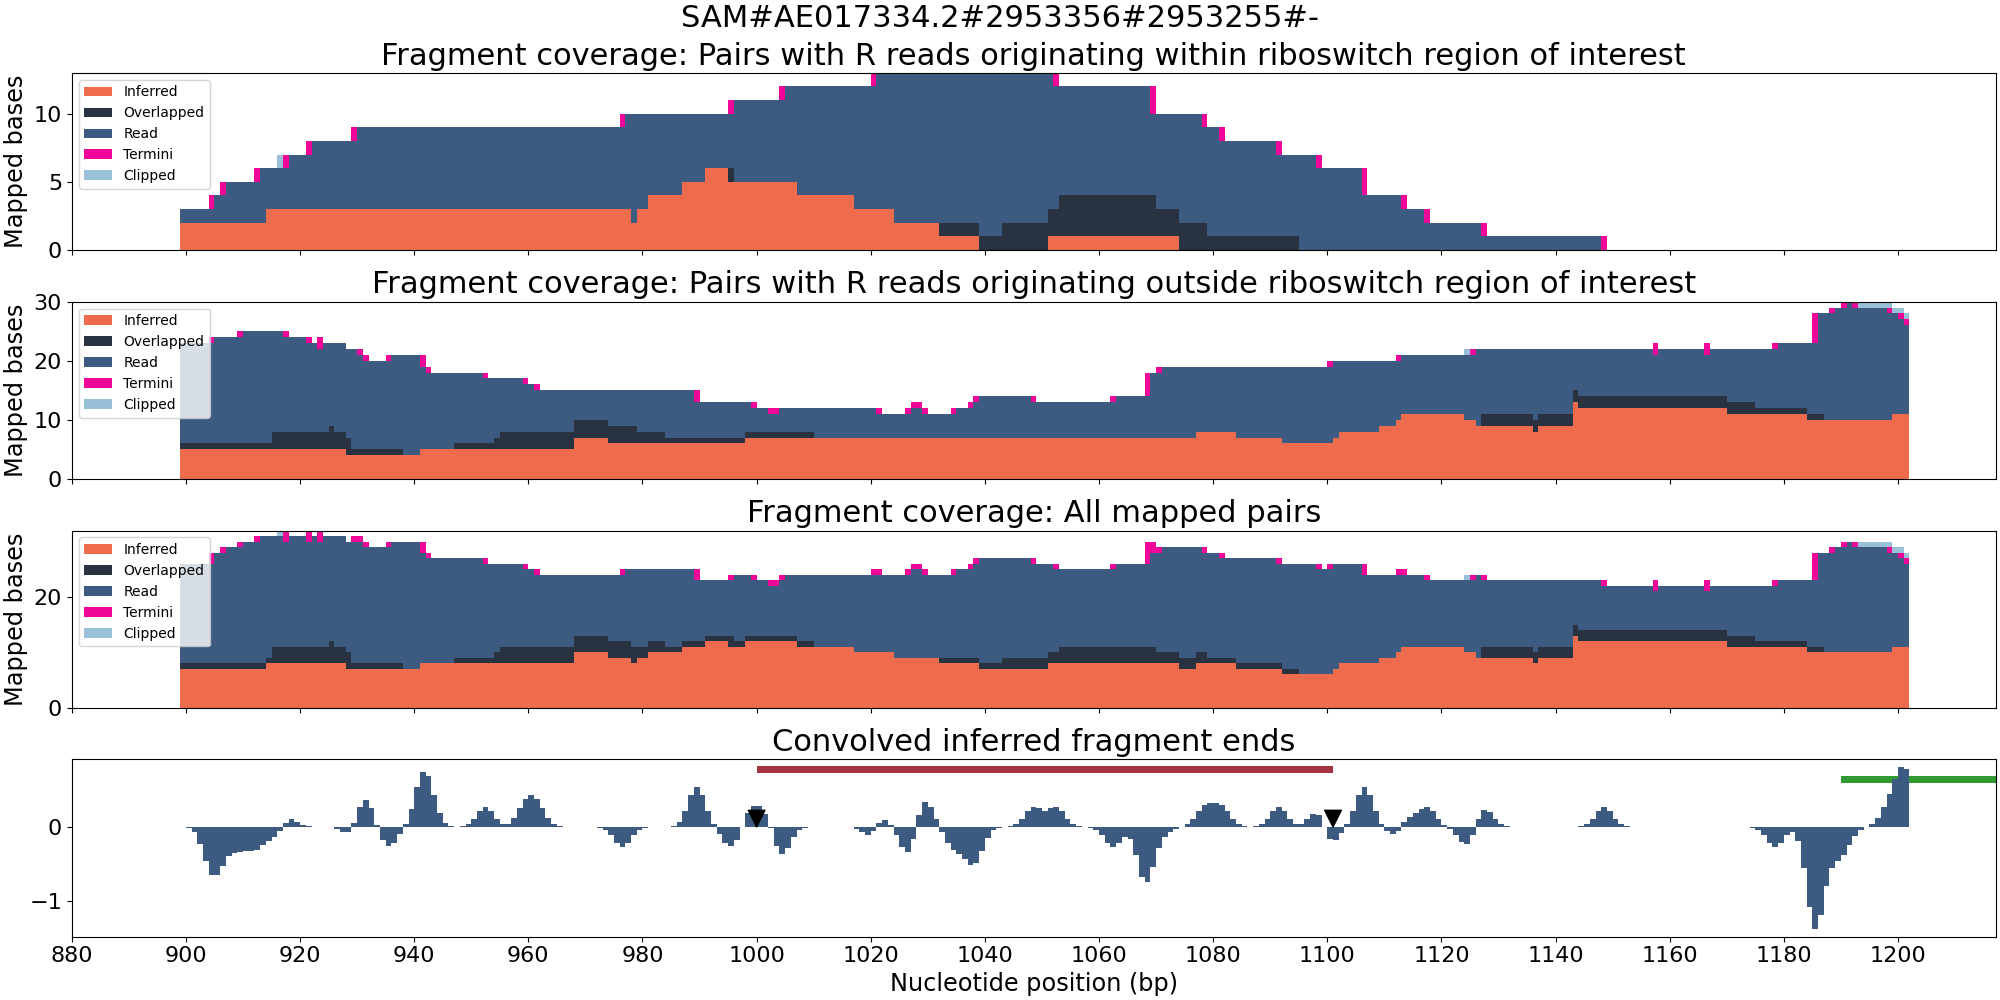 SAM#AE017334.2#2953356#2953255#-
Fragment coverage: Pairs with R reads originating within riboswitch region of interest
Mapped bases
10
5
0
Inferred
Overlapped
Read
Termini
Clipped
Fragment coverage: Pairs with R reads originating outside riboswitch region of interest
Mapped bases
30
20
10
0
Inferred
Overlapped
Read
Termini
Clipped
Fragment coverage: All mapped pairs
Mapped bases
20
0
Inferred
Overlapped
Read
Termini
Clipped
Convolved inferred fragment ends
0
−1
880 900 920 940 960 980 1000 1020 1040 1060 1080 1100 1120 1140 1160 1180 1200
Nucleotide position (bp)